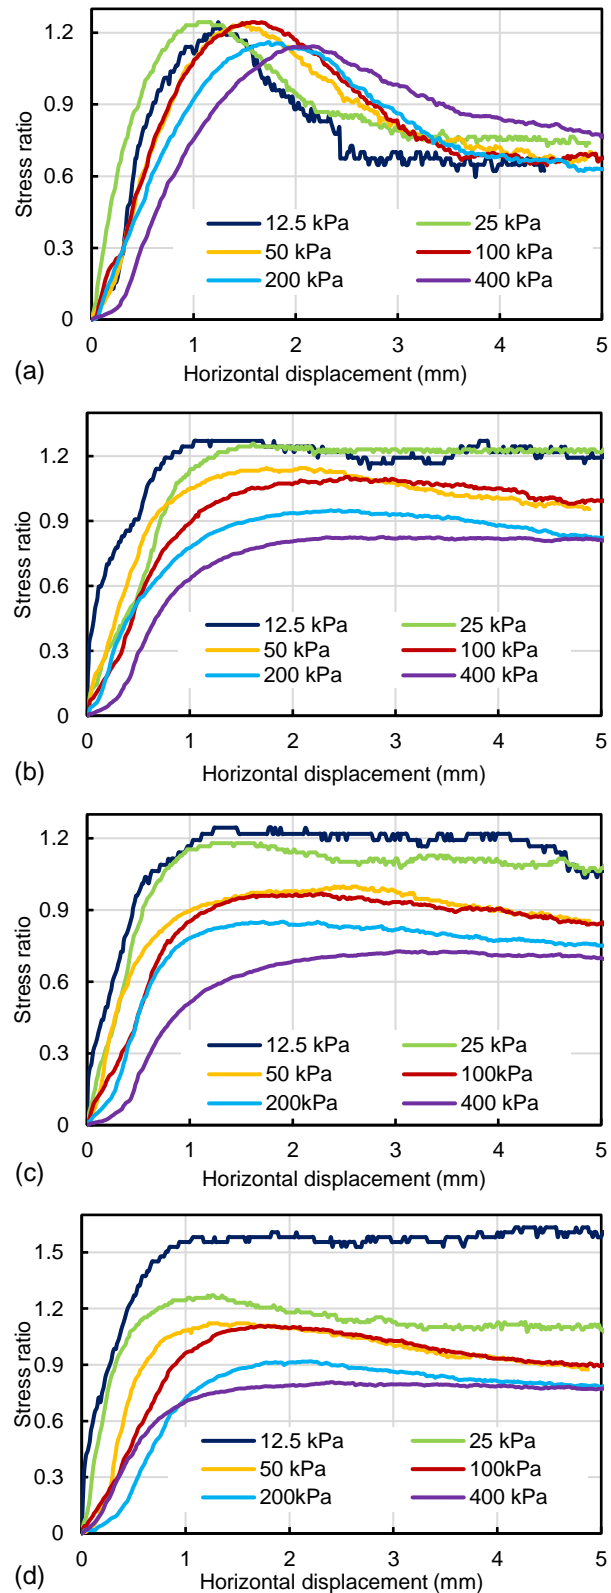 1.2
0.9
0.6
0.3
0
Stress ratio
12.5 kPa 25 kPa
50 kPa 100 kPa
200 kPa 400 kPa
0 1 2 3 4 5
(a) Horizontal displacement (mm)
1.2
0.9
0.6
0.3
0
Stress ratio
12.5 kPa 25 kPa
50 kPa 100 kPa
200 kPa 400 kPa
0 1 2 3 4 5
(b) Horizontal displacement (mm)
1.2
0.9
0.6
0.3
0
Stress ratio
12.5 kPa 25 kPa
50 kPa 100kPa
200kPa 400 kPa
0 1 2 3 4 5
(c) Horizontal displacement (mm)
1.5
1.2
0.9
0.6
0.3
0
Stress ratio
12.5 kPa 25 kPa
50 kPa 100kPa
200kPa 400 kPa
0 1 2 3 4 5
(d) Horizontal displacement (mm)